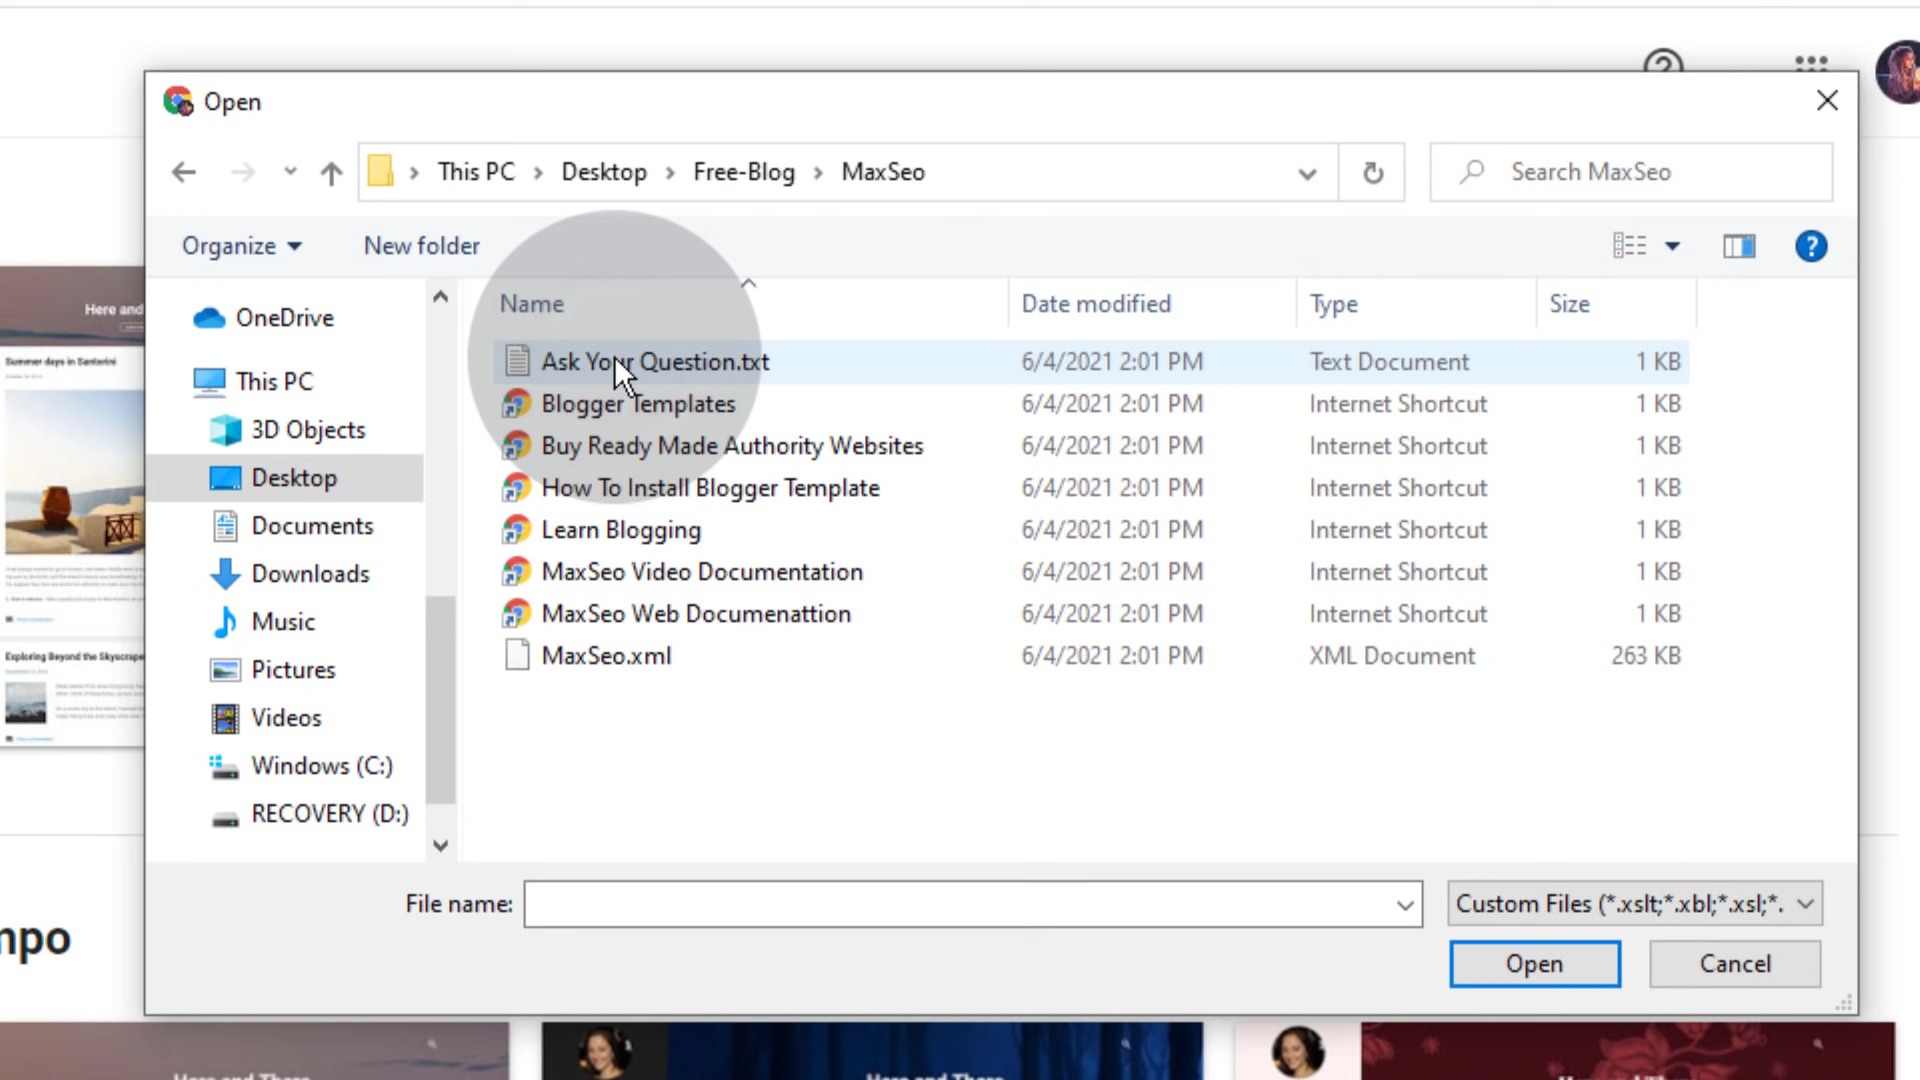 Open
This PC > Desktop > Free-Blog > MaxSeo
Search MaxSeo
Organize
New folder
Name
Date modified
Type
Size
OneDrive
This PC
3D Objects
Desktop
Documents
Downloads
Music
Pictures
Videos
Windows (C:)
RECOVERY (D:)
Ask Your Question.txt 6/4/2021 2:01 PM Text Document 1 KB
Blogger Templates 6/4/2021 2:01 PM Internet Shortcut 1 KB
Buy Ready Made Authority Websites 6/4/2021 2:01 PM Internet Shortcut 1 KB
How To Install Blogger Template 6/4/2021 2:01 PM Internet Shortcut 1 KB
Learn Blogging 6/4/2021 2:01 PM Internet Shortcut 1 KB
MaxSeo Video Documentation 6/4/2021 2:01 PM Internet Shortcut 1 KB
MaxSeo Web Documenattion 6/4/2021 2:01 PM Internet Shortcut 1 KB
MaxSeo.xml 6/4/2021 2:01 PM XML Document 263 KB
File name:
Custom Files (*.xslt;*.xbl;*.xsl;*.
Open
Cancel
Here and
Summer days in Santorini
Exploring Beyond the Skyscrape
mpo
Here and There
Here and There